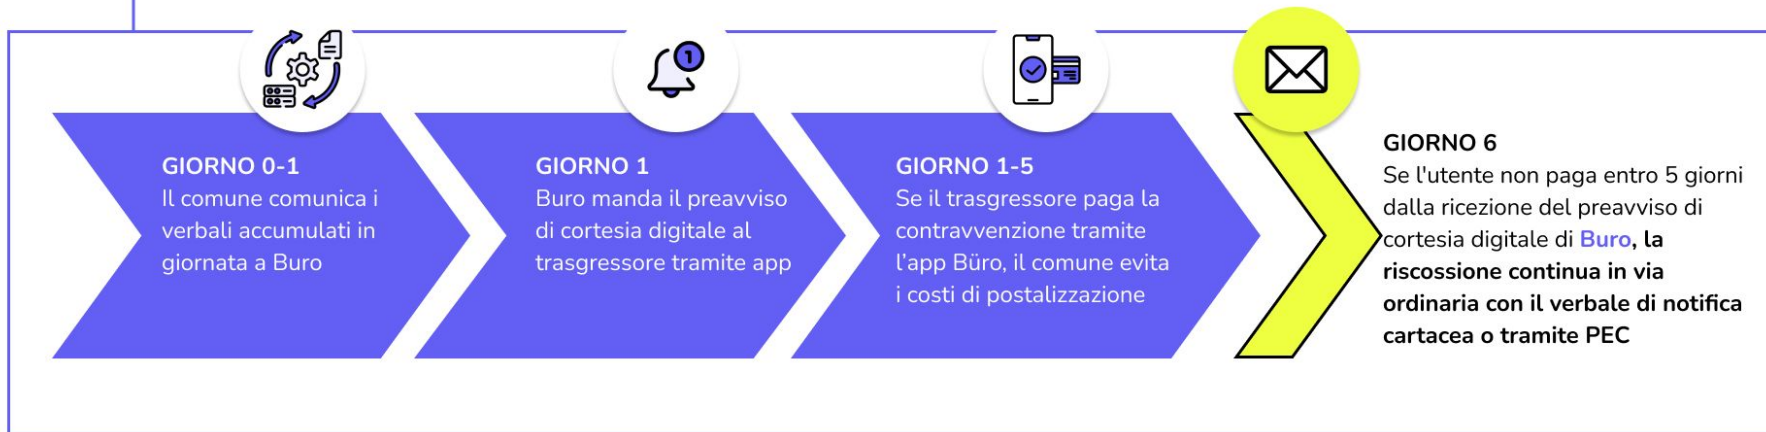 1
GIORNO 0-1
Il comune comunica i
verbali accumulati in
giornata a Buro
GIORNO 1
Buro manda il preavviso
di cortesia digitale al
trasgressore tramite app
GIORNO 1-5
Se il trasgressore paga la
contravvenzione tramite
l’app Büro, il comune evita
i costi di postalizzazione
GIORNO 6
Se l'utente non paga entro 5 giorni
dalla ricezione del preavviso di
cortesia digitale di Buro, la
riscossione continua in via
ordinaria con il verbale di notifica
cartacea o tramite PEC